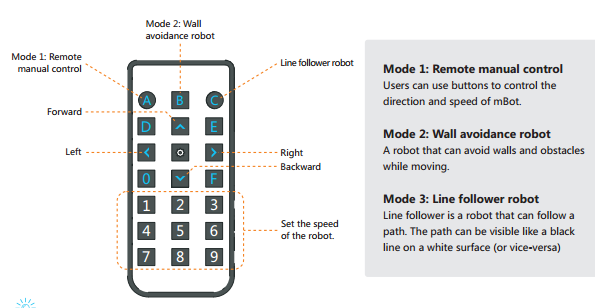 Mode 2: Wall
avoidance robot
Mode 1: Remote
manual control
Line follower robot
A B C
Forward
D E
Left
Right
Backward
0 F
1 2 3
4 5 6
7 8 9
Set the speed
of the robot.
Mode 1: Remote manual control
Users can use buttons to control the
direction and speed of mBot.
Mode 2: Wall avoidance robot
A robot that can avoid walls and obstacles
while moving.
Mode 3: Line follower robot
Line follower is a robot that can follow a
path. The path can be visible like a black
line on a white surface (or vice-versa)